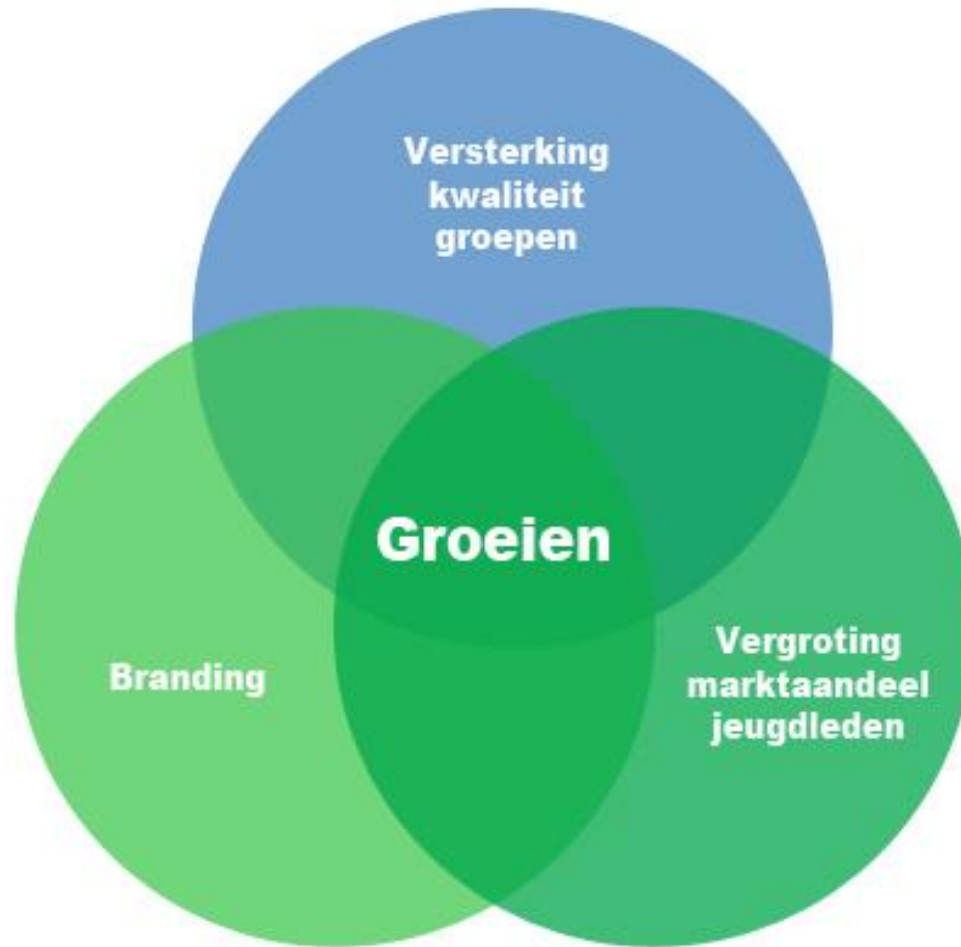 Versterking
kwaliteit
groepen
Groeien
Branding
Vergroting
marktaandeel
jeugdleden